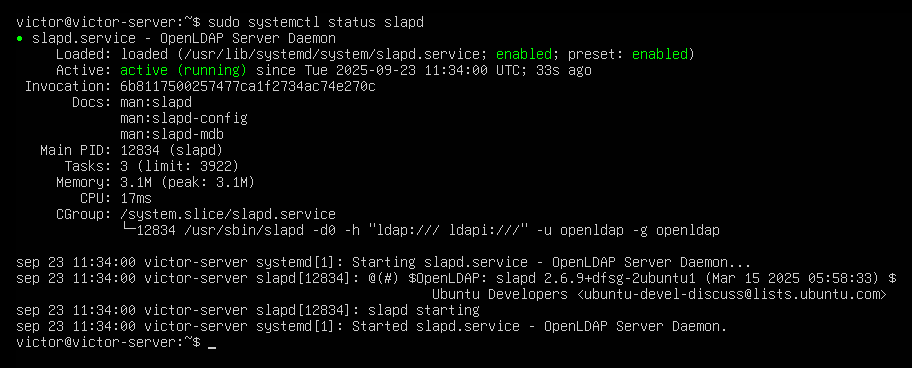 victor@victor-server:~$ sudo systemctl status slapd
● slapd.service - OpenLDAP Server Daemon
Loaded: loaded (/usr/lib/systemd/system/slapd.service; enabled; preset: enabled)
Active: active (running) since Tue 2025-09-23 11:34:00 UTC; 33s ago
Invocation: 6b8117500257477ca1f2734ac74e270c
Docs: man:slapd
man:slapd-config
man:slapd-mdb
Main PID: 12834 (slapd)
Tasks: 3 (limit: 3922)
Memory: 3.1M (peak: 3.1M)
CPU: 17ms
CGroup: /system.slice/slapd.service
└─12834 /usr/sbin/slapd -d0 -h "ldap:/// ldapi:///" -u openldap -g openldap
sep 23 11:34:00 victor-server systemd[1]: Starting slapd.service - OpenLDAP Server Daemon...
sep 23 11:34:00 victor-server slapd[12834]: @(#) $OpenLDAP: slapd 2.6.9+dfsg-2ubuntu1 (Mar 15 2025 05:58:33) $
Ubuntu Developers <ubuntu-devel-discuss@lists.ubuntu.com>
sep 23 11:34:00 victor-server slapd[12834]: slapd starting
sep 23 11:34:00 victor-server systemd[1]: Started slapd.service - OpenLDAP Server Daemon.
victor@victor-server:~$ _